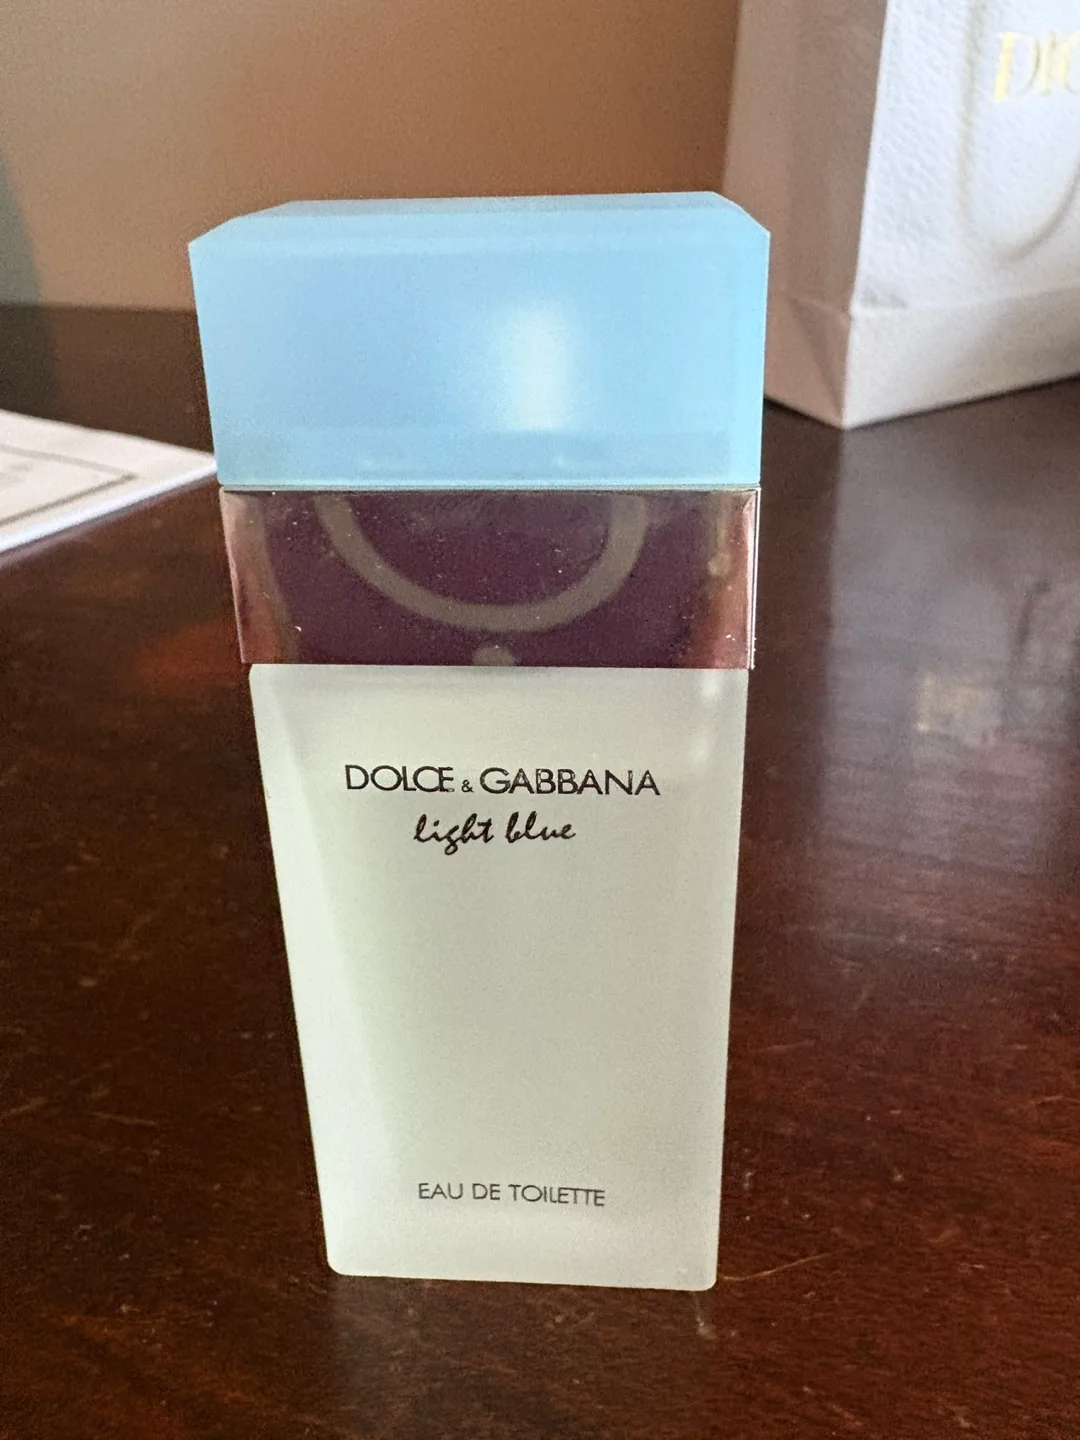 DOLCE & GABBANA
light blue
EAU DE TOILETTE